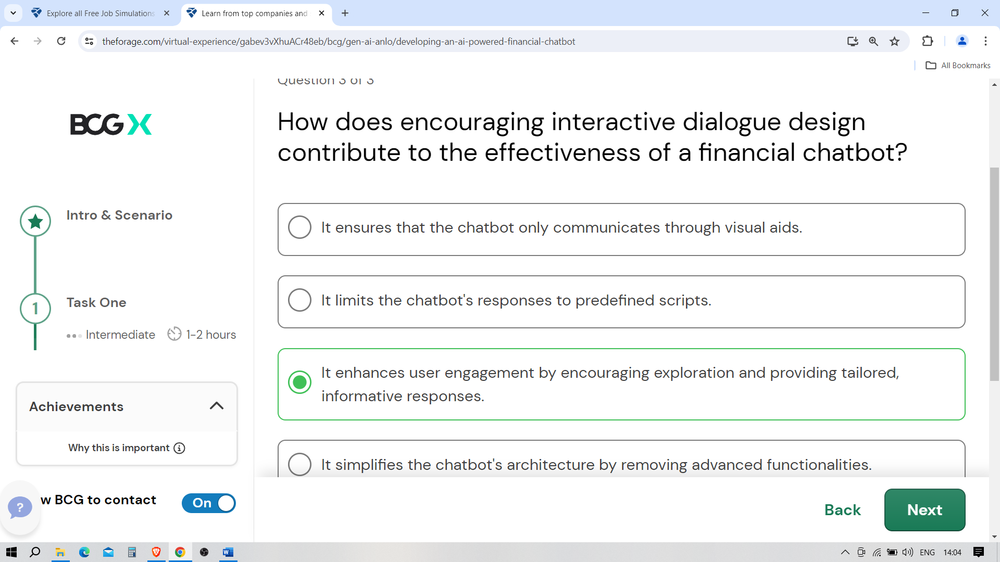 Explore all Free Job Simulations
Learn from top companies and
theforage.com/virtual-experience/gabev3vXhuACr48eb/bcg/gen-ai-anlo/developing-an-ai-powered-financial-chatbot
All Bookmarks
BCG X
Intro & Scenario
1
Task One
Intermediate 1-2 hours
Achievements
Why this is important
w BCG to contact
On
?
Question 3 of 3
How does encouraging interactive dialogue design
contribute to the effectiveness of a financial chatbot?
It ensures that the chatbot only communicates through visual aids.
It limits the chatbot's responses to predefined scripts.
It enhances user engagement by encouraging exploration and providing tailored,
informative responses.
It simplifies the chatbot's architecture by removing advanced functionalities.
Back
Next
ENG
14:04